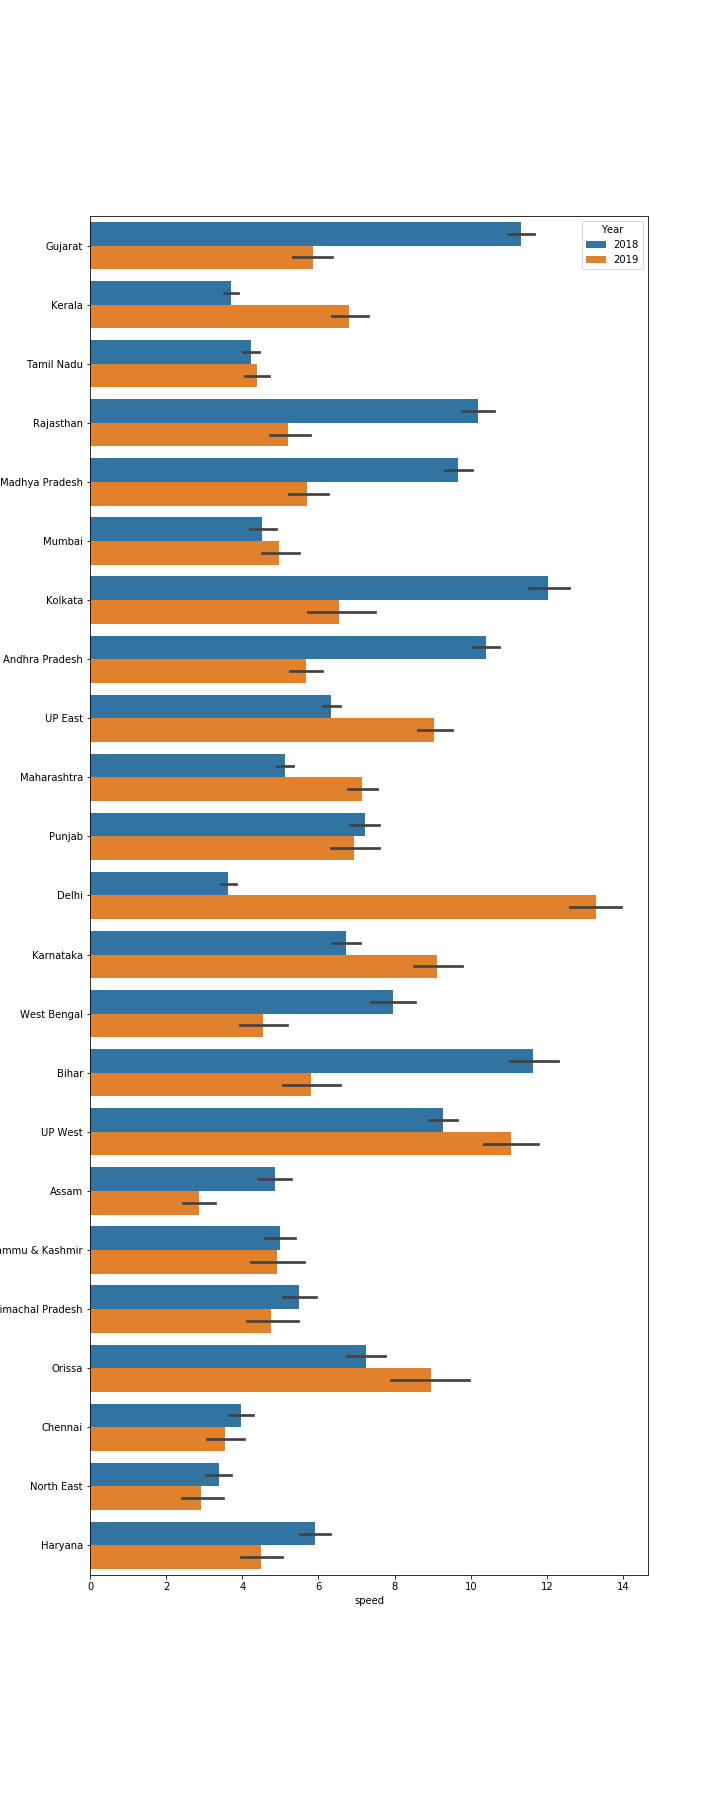 Year
2018
2019
Gujarat
Kerala
Tamil Nadu
Rajasthan
Madhya Pradesh
Mumbai
Kolkata
Andhra Pradesh
UP East
Maharashtra
Punjab
Delhi
Karnataka
West Bengal
Bihar
UP West
Assam
ammu & Kashmir
imachal Pradesh
Orissa
Chennai
North East
Haryana
0 2 4 6 8 10 12 14
speed